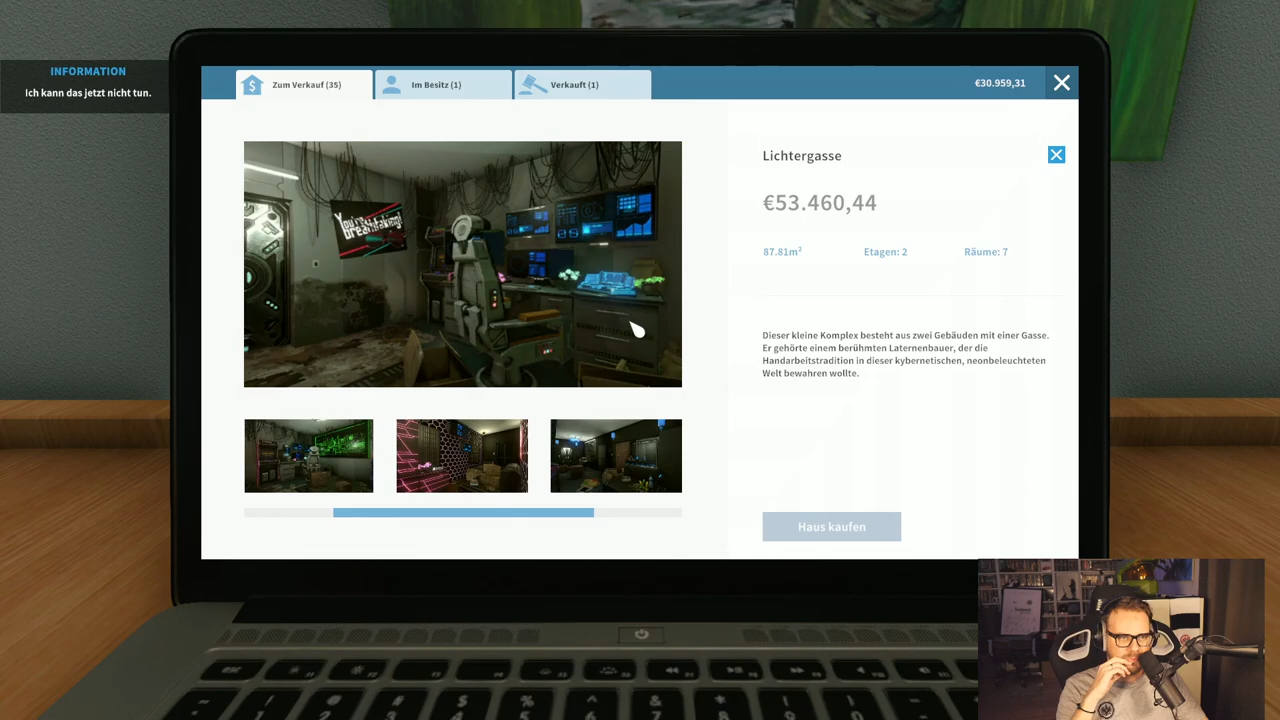 INFORMATION
Ich kann das jetzt nicht tun.
Zum Verkauf (35)
Im Besitz (1)
Verkauft (1)
€30.959,31
Lichtergasse
€53.460,44
87.81m²
Etagen: 2
Räume: 7
You're breathtaking!
Dieser kleine Komplex besteht aus zwei Gebäuden mit einer Gasse.
Er gehörte einem berühmten Laternenbauer, der die
Handarbeitstradition in dieser kybernetischen, neonbeleuchteten
Welt bewahren wollte.
Haus kaufen